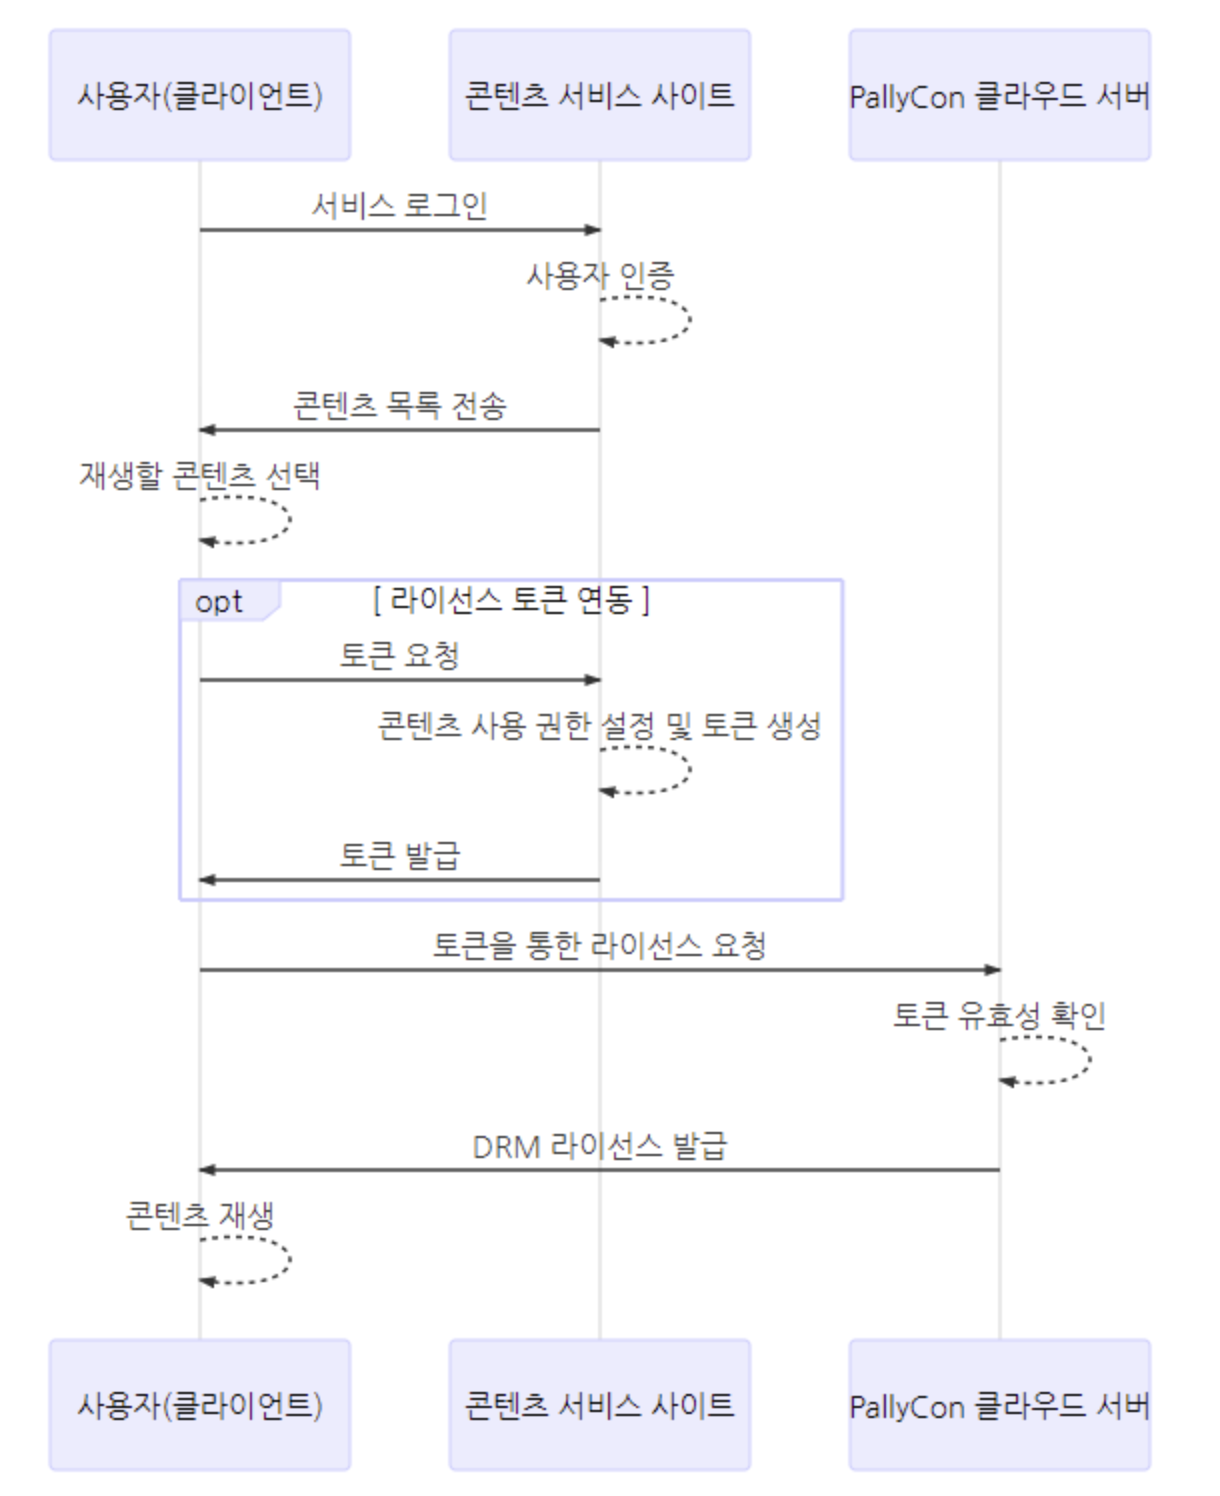 사용자(클라이언트)
콘텐츠 서비스 사이트
PallyCon 클라우드 서버
서비스 로그인
사용자 인증
콘텐츠 목록 전송
재생할 콘텐츠 선택
opt
[ 라이선스 토큰 연동 ]
토큰 요청
콘텐츠 사용 권한 설정 및 토큰 생성
토큰 발급
토큰을 통한 라이선스 요청
토큰 유효성 확인
DRM 라이선스 발급
콘텐츠 재생
사용자(클라이언트)
콘텐츠 서비스 사이트
PallyCon 클라우드 서버